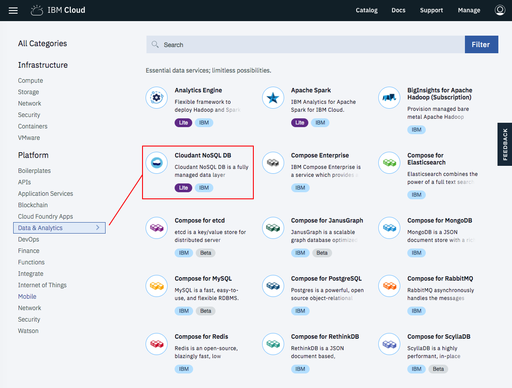 IBM Cloud
Catalog
Docs
Support
Manage
All Categories
Infrastructure
Compute
Storage
Network
Security
Containers
VMware
Platform
Boilerplates
APIs
Application Services
Blockchain
Cloud Foundry Apps
Data & Analytics
DevOps
Finance
Functions
Integrate
Internet of Things
Mobile
Network
Security
Watson
Search
Filter
Essential data services; limitless possibilities.
Analytics Engine
Flexible framework to
deploy Hadoop and Spark
Lite IBM
Apache Spark
IBM Analytics for Apache
Spark for IBM Cloud.
Lite IBM
BigInsights for Apache
Hadoop (Subscription)
Provision managed bare
metal Apache Hadoop
IBM
Cloudant NoSQL DB
Cloudant NoSQL DB is a fully
managed data layer
Lite IBM
Compose Enterprise
IBM Compose Enterprise is
a service which provides a
IBM
Compose for
Elasticsearch
Elasticsearch combines the
power of a full text search
IBM
Compose for etcd
etcd is a key/value store for
distributed server
IBM Beta
Compose for JanusGraph
JanusGraph is a scalable
graph database optimized
IBM Beta
Compose for MongoDB
MongoDB is a JSON
document store with a
IBM
Compose for MySQL
MySQL is a fast, easy-to-
use, and flexible RDBMS.
IBM Beta
Compose for PostgreSQL
Postgres is a powerful, open
source object-relational
IBM
Compose for RabbitMQ
RabbitMQ asynchronously
handles the messages
IBM
Compose for Redis
Redis is an open-source,
blazingly fast, low
IBM
Compose for RethinkDB
RethinkDB is a JSON
document based,
IBM
Compose for ScyllaDB
ScyllaDB is a highly
performant, in-place
IBM Beta
FEEDBACK